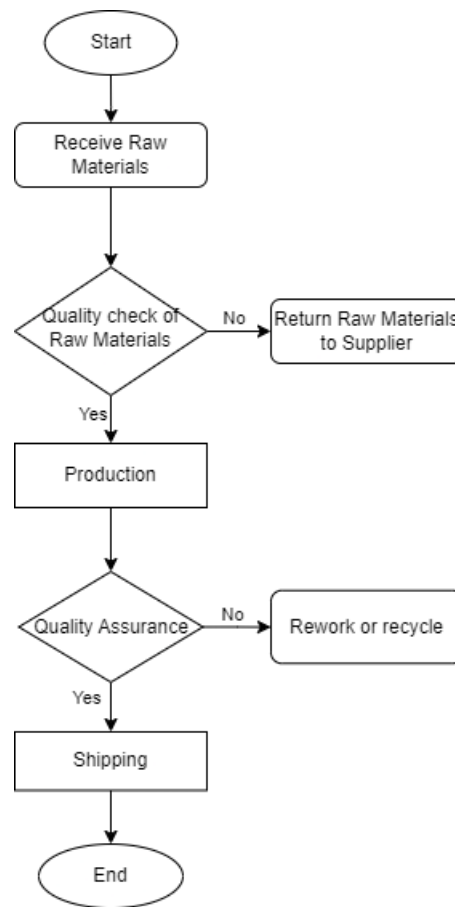 Start
Receive Raw
Materials
Quality check of
Raw Materials
No
Return Raw Materials
to Supplier
Yes
Production
Quality Assurance
No
Rework or recycle
Yes
Shipping
End